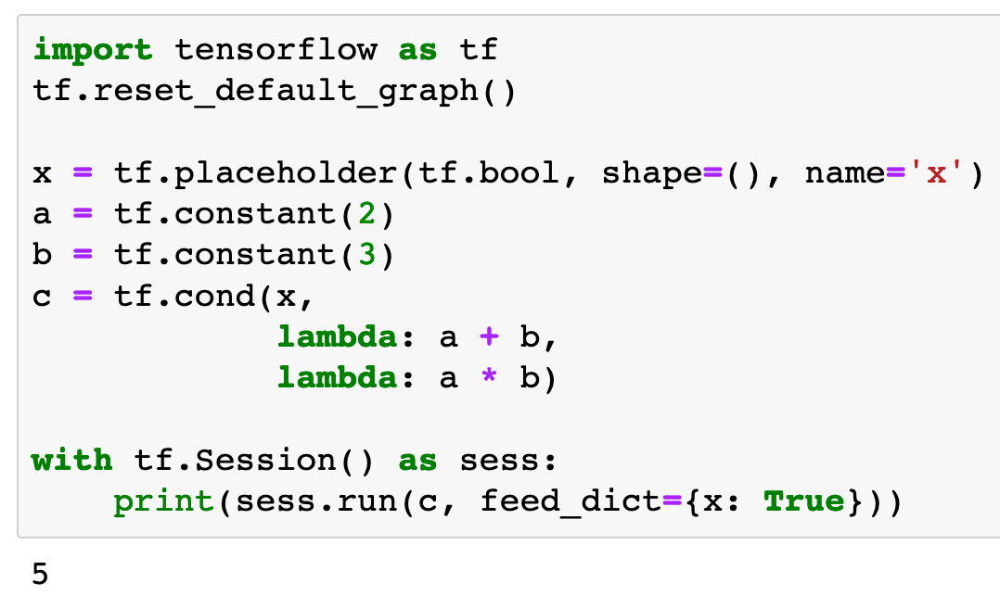 import tensorflow as tf
tf.reset_default_graph()

x = tf.placeholder(tf.bool, shape=(), name='x')
a = tf.constant(2)
b = tf.constant(3)
c = tf.cond(x,
            lambda: a + b,
            lambda: a * b)

with tf.Session() as sess:
    print(sess.run(c, feed_dict={x: True}))
5